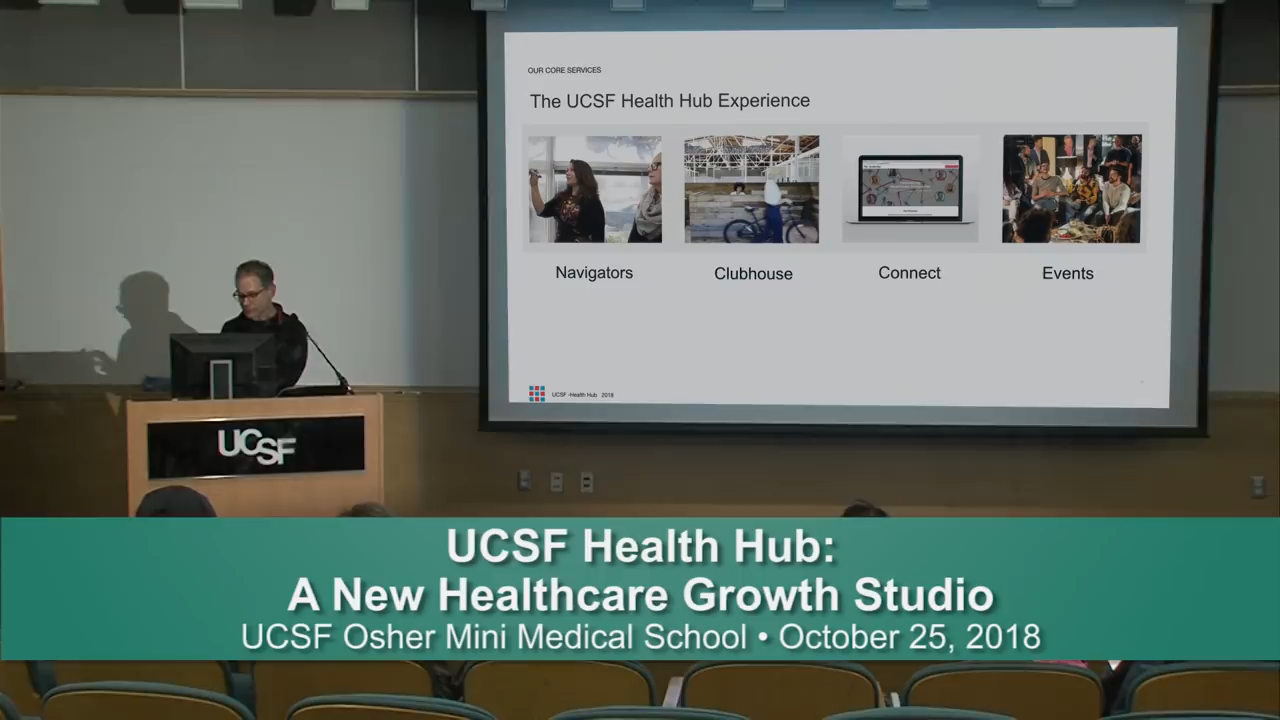 OUR CORE SERVICES
The UCSF Health Hub Experience
Navigators
Clubhouse
Connect
Events
UCSF -Health Hub 2018
UCSF
UCSF Health Hub:
A New Healthcare Growth Studio
UCSF Osher Mini Medical School • October 25, 2018